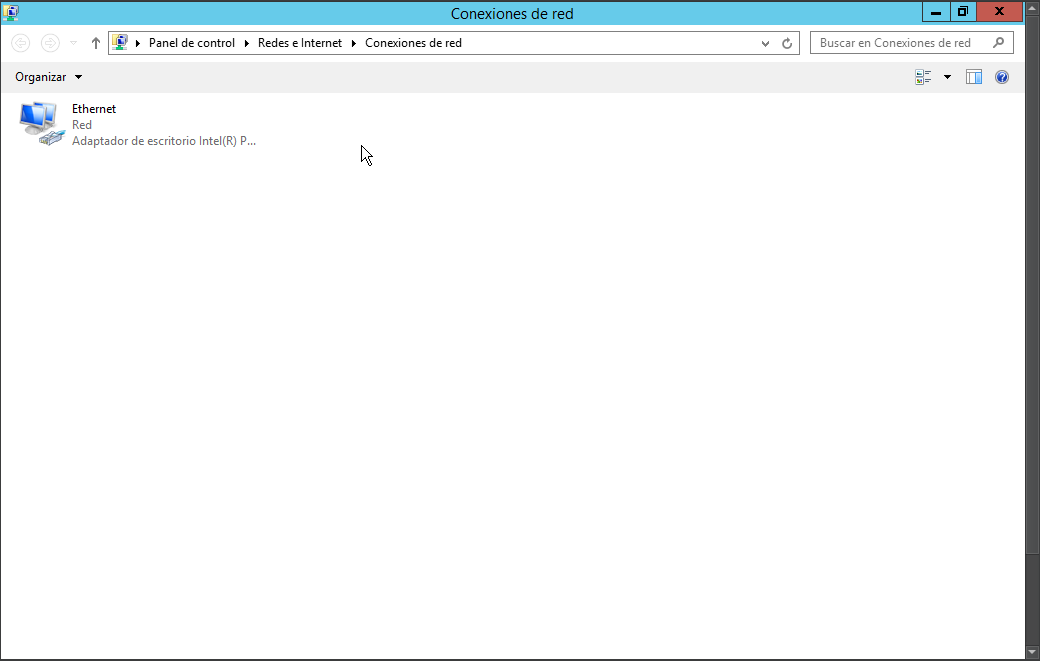 Conexiones de red
Panel de control Redes e Internet Conexiones de red
Buscar en Conexiones de red
Organizar
Ethernet
Red
Adaptador de escritorio Intel(R) P...